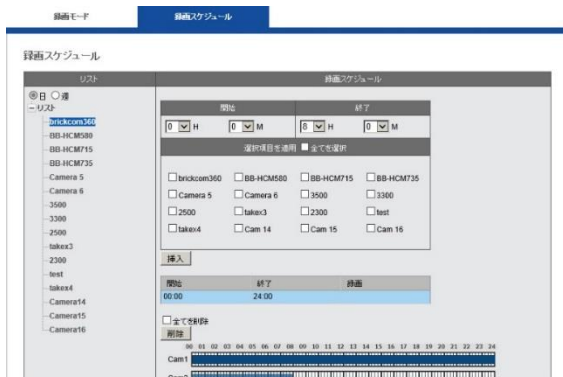 録画モード
録画スケジュール
録画スケジュール
リスト
録画スケジュール
日 週
リスト
brickcom360
BB-HCM580
BB-HCM715
BB-HCM735
Camera 5
Camera 6
3500
3300
2500
takex3
2300
test
takex4
Camera14
Camera15
Camera16
開始 終了
0 H 0 M 8 H 0 M
選択項目を適用 全てを選択
brickcom360 BB-HCM580 BB-HCM715 BB-HCM735
Camera 5 Camera 6 3500 3300
2500 takex3 2300 test
takex4 Cam 14 Cam 15 Cam 16
挿入
開始 終了 録画
00:00 24:00
全てを削除
削除
00 01 02 03 04 05 06 07 08 09 10 11 12 13 14 15 16 17 18 19 20 21 22 23 24
Cam1